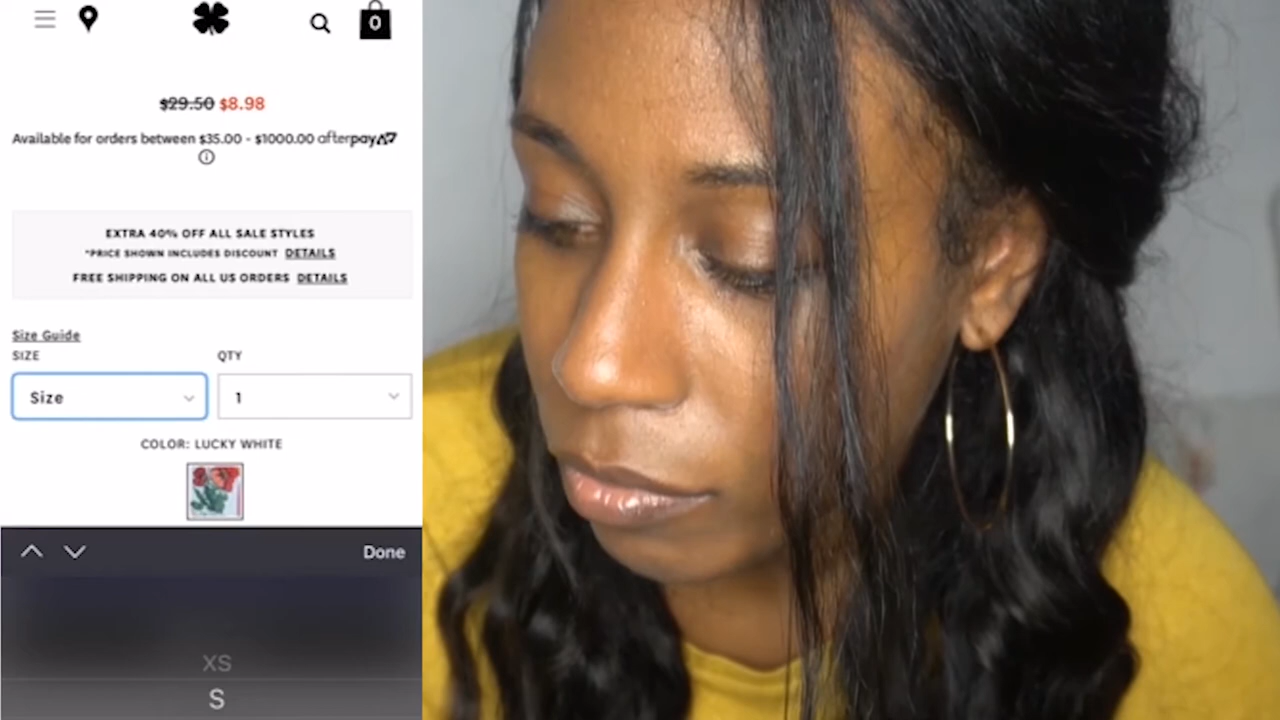 0
$29.50 $8.98
Available for orders between $35.00 - $1000.00 afterpay
EXTRA 40% OFF ALL SALE STYLES
*PRICE SHOWN INCLUDES DISCOUNT DETAILS
FREE SHIPPING ON ALL US ORDERS DETAILS
Size Guide
SIZE QTY
Size 1
COLOR: LUCKY WHITE
Done
XS
S